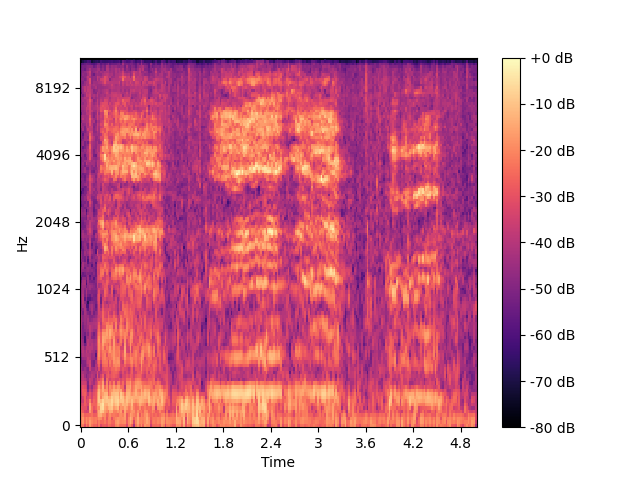 8192
4096
2048
1024
512
0
Hz
0 0.6 1.2 1.8 2.4 3 3.6 4.2 4.8
Time
+0 dB
-10 dB
-20 dB
-30 dB
-40 dB
-50 dB
-60 dB
-70 dB
-80 dB